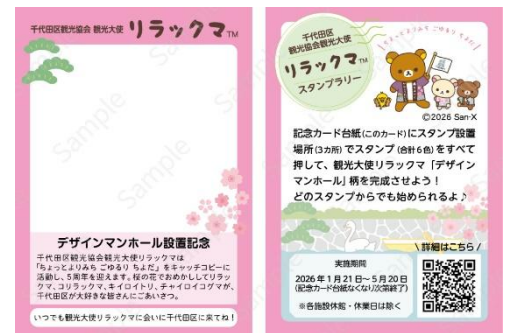 千代田区観光協会 観光大使 リラックマTM
デザインマンホール設置記念
千代田区観光協会観光大使リラックマは
「ちょっとよりみち ごゆるり ちよだ」をキャッチコピーに
活動し、5周年を迎えます。桜の花でおめかししてリラッ
クマ、コリラックマ、キイロイトリ、チャイロイコグマが、
千代田区が大好きな皆さんにごあいさつ。
いつでも観光大使リラックマに会いに千代田区に来てね！
Sample
千代田区
観光協会観光大使
リラックマTM
スタンプラリー
ちょっとよりみち ごゆるり ちよだ
©2026 San-X
記念カード台紙(このカード)にスタンプ設置
場所(3カ所)でスタンプ(合計6色)をすべて
押して、観光大使リラックマ「デザイン
マンホール」柄を完成させよう！
どのスタンプからでも始められるよ♪
\ 詳細はこちら /
実施期間
2026年1月21日～5月20日
(記念カード台紙なくなり次第終了)
※各施設休館・休業日は除く
Sample